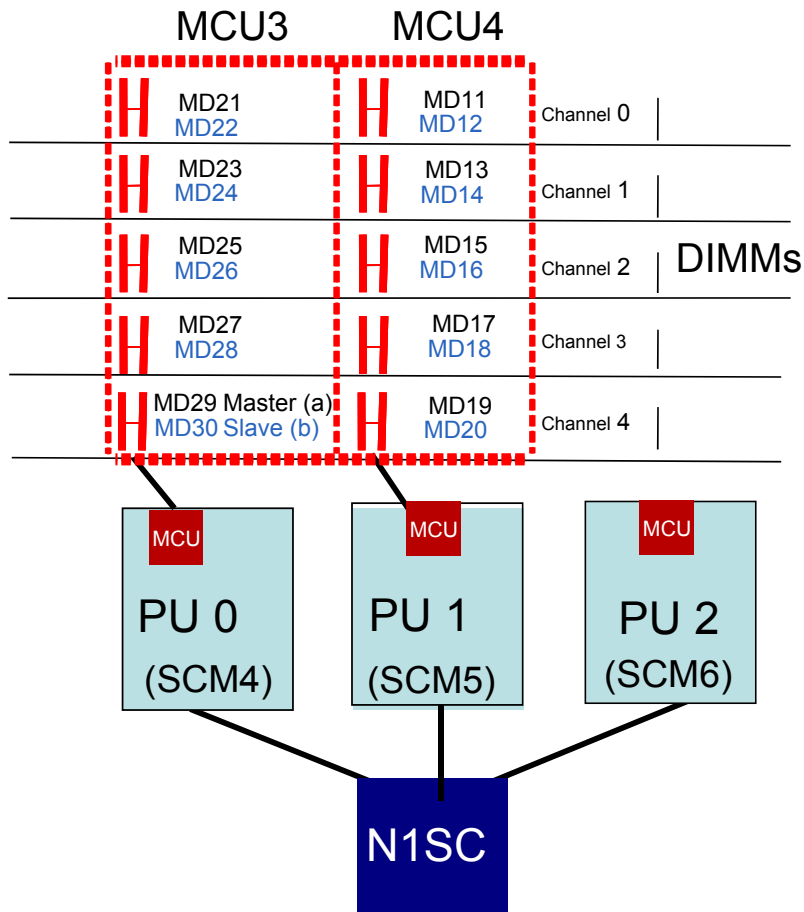 MCU3 MCU4
MD21 MD11 Channel 0
MD22 MD12
MD23 MD13 Channel 1
MD24 MD14
MD25 MD15 Channel 2 DIMMs
MD26 MD16
MD27 MD17 Channel 3
MD28 MD18
MD29 Master (a) MD19 Channel 4
MD30 Slave (b) MD20
MCU MCU MCU
PU 0 PU 1 PU 2
(SCM4) (SCM5) (SCM6)
N1SC